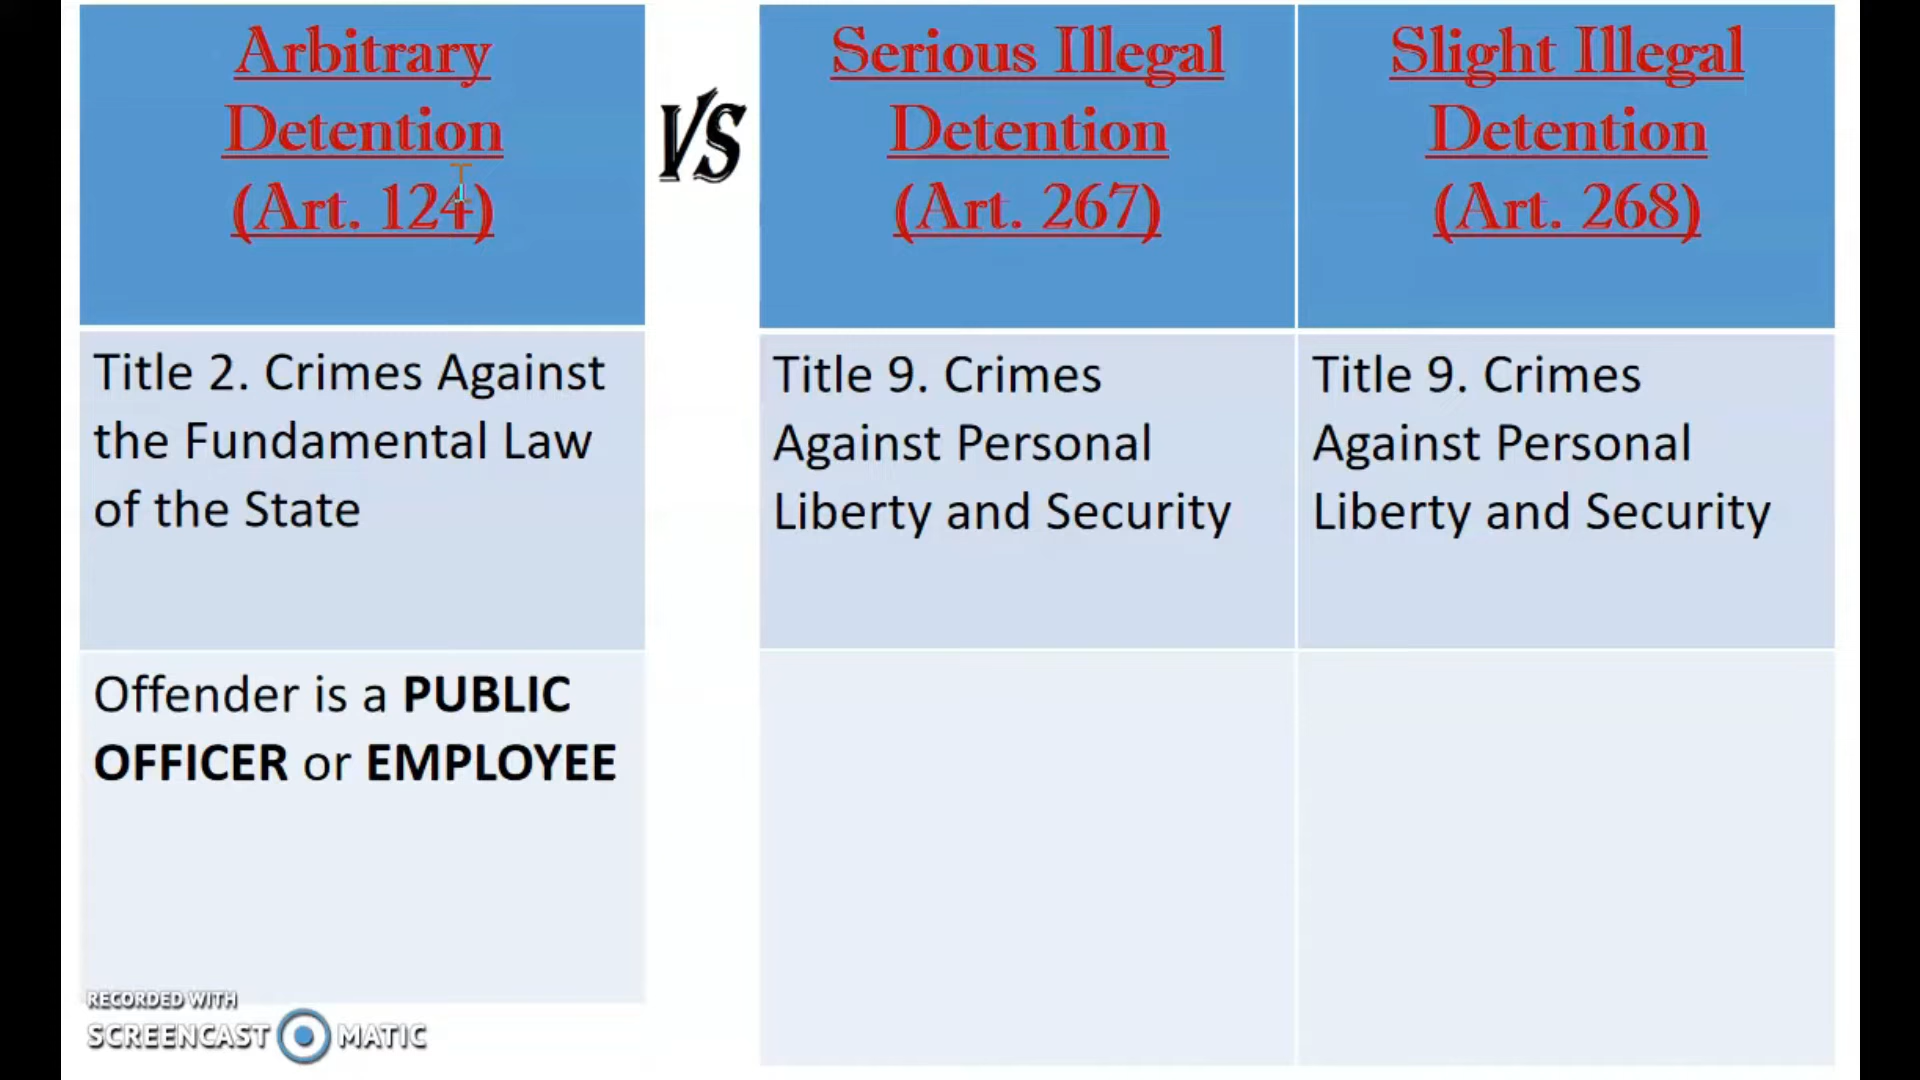 Arbitrary
Detention
(Art. 124)
VS
Serious Illegal
Detention
(Art. 267)
Slight Illegal
Detention
(Art. 268)
Title 2. Crimes Against
the Fundamental Law
of the State
Title 9. Crimes
Against Personal
Liberty and Security
Title 9. Crimes
Against Personal
Liberty and Security
Offender is a PUBLIC
OFFICER or EMPLOYEE
RECORDED WITH
SCREENCAST MATIC